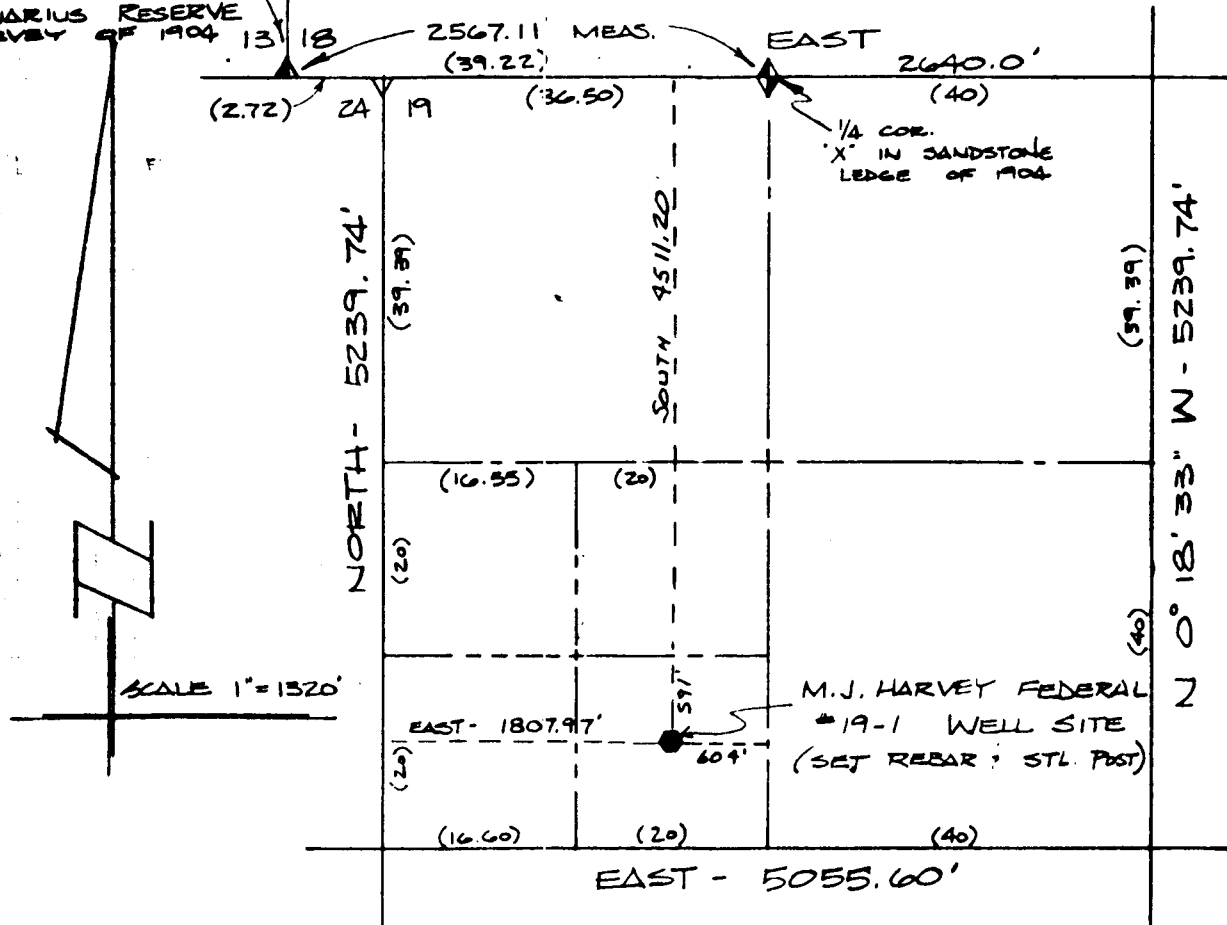 RESERVE
OF 1904
13 18
2567.11 MEAS.
(39.22)
EAST
2640.0'
(2.72)
24 19
(36.50)
(40)
1/4 COR.
"X" IN SANDSTONE
LEDGE OF 1904
NORTH - 5239.74'
(39.39)
SOUTH 4511.20'
(39.39)
N 0° 18' 33" W - 5239.74'
(16.55)
(20)
(20)
(40)
SCALE 1"=1320'
EAST - 1807.97'
591'
604'
M.J. HARVEY FEDERAL
#19-1 WELL SITE
(SET REBAR & STL. POST)
(20)
(16.60)
(20)
(40)
EAST - 5055.60'